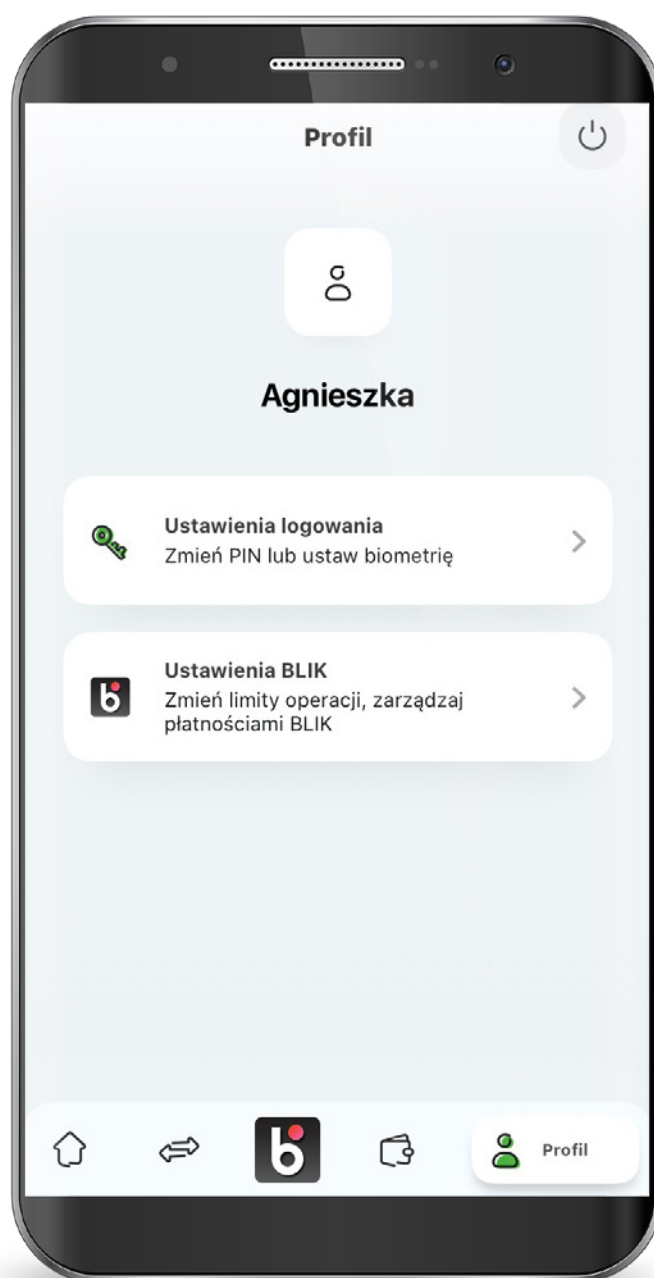 Profil
Agnieszka
Ustawienia logowania
Zmień PIN lub ustaw biometrię
Ustawienia BLIK
Zmień limity operacji, zarządzaj
płatnościami BLIK
Profil